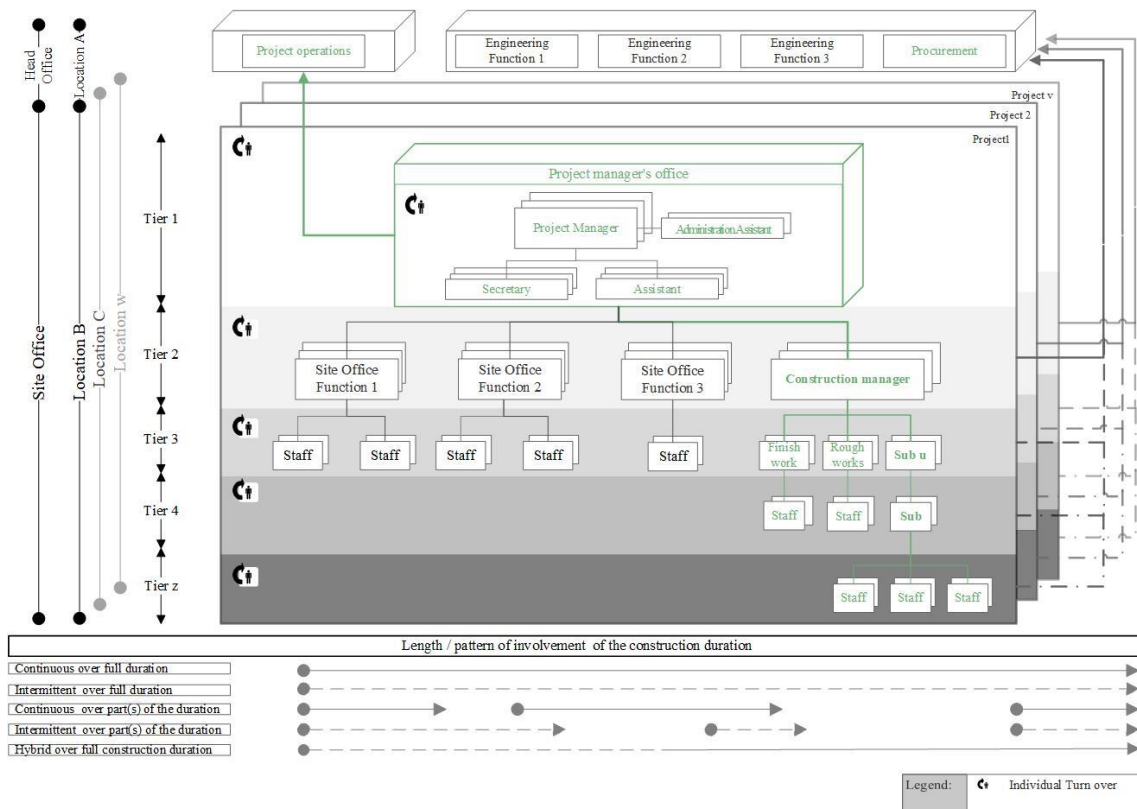 Head
Office
Location A
Project operations
Engineering
Function 1
Engineering
Function 2
Engineering
Function 3
Procurement
Project v
Project 2
Project1
Site Office
Location B
Location C
Location w
Tier 1
Project manager's office
Project Manager
Administration Assistant
Secretary
Assistant
Tier 2
Site Office
Function 1
Site Office
Function 2
Site Office
Function 3
Construction manager
Tier 3
Staff
Staff
Staff
Staff
Staff
Finish
work
Rough
works
Sub u
Tier 4
Staff
Staff
Sub
Tier z
Staff
Staff
Staff
Length / pattern of involvement of the construction duration
Continuous over full duration
Intermittent over full duration
Continuous over part(s) of the duration
Intermittent over part(s) of the duration
Hybrid over full construction duration
Legend:
Individual Turn over